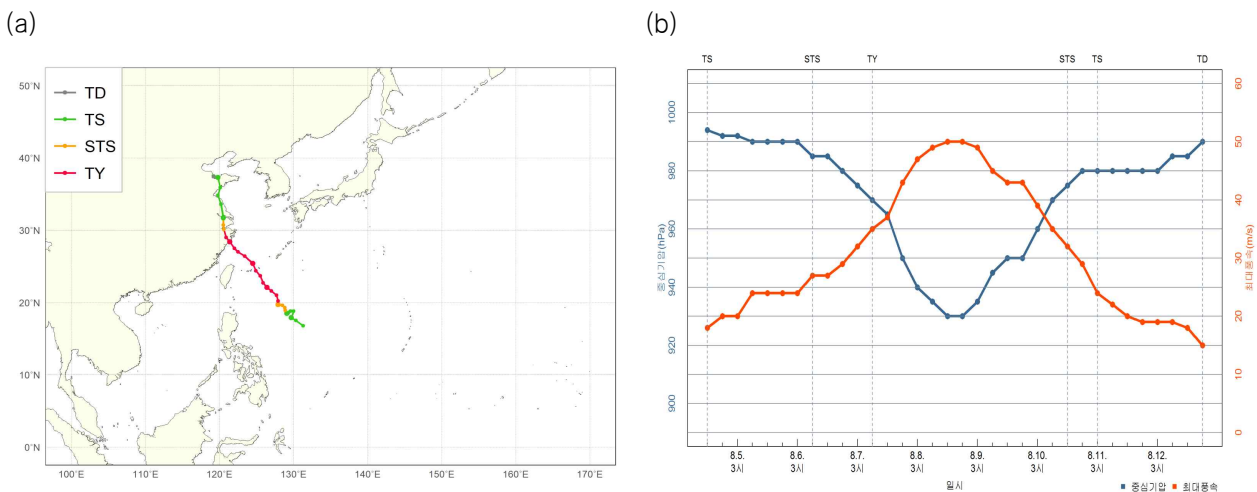 (a)
(b)
50°N
40°N
30°N
20°N
10°N
0°N
TD
TS
STS
TY
100°E 110°E 120°E 130°E 140°E 150°E 160°E 170°E
TS STS TY STS TS TD
중심기압(hPa)
1000
980
960
940
920
900
최대풍속(m/s)
60
50
40
30
20
10
0
8.5. 8.6. 8.7. 8.8. 8.9. 8.10. 8.11. 8.12.
3시 3시 3시 3시 3시 3시 3시 3시
일시
중심기압 최대풍속